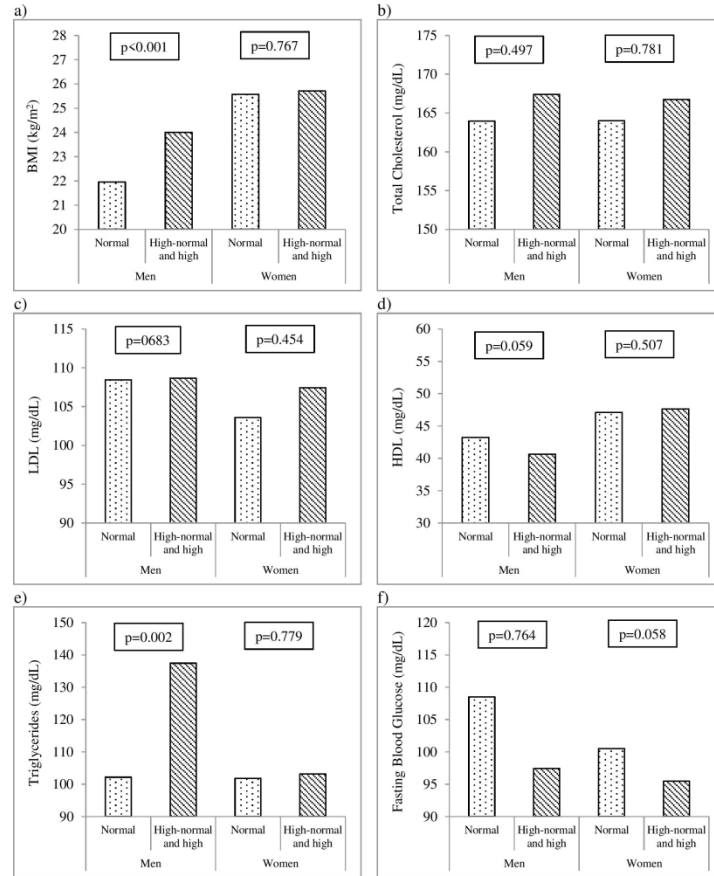 a)
p<0.001
p=0.767
BMI (kg/m²)
28
27
26
25
24
23
22
21
20
Normal
High-normal
and high
Normal
High-normal
and high
Men
Women
b)
p=0.497
p=0.781
Total Cholesterol (mg/dL)
175
170
165
160
155
150
Normal
High-normal
and high
Normal
High-normal
and high
Men
Women
c)
p=0683
p=0.454
LDL (mg/dL)
115
110
105
100
95
90
Normal
High-normal
and high
Normal
High-normal
and high
Men
Women
d)
p=0.059
p=0.507
HDL (mg/dL)
60
55
50
45
40
35
30
Normal
High-normal
and high
Normal
High-normal
and high
Men
Women
e)
p=0.002
p=0.779
Triglycerides (mg/dL)
150
140
130
120
110
100
90
Normal
High-normal
and high
Normal
High-normal
and high
Men
Women
f)
p=0.764
p=0.058
Fasting Blood Glucose (mg/dL)
120
115
110
105
100
95
90
Normal
High-normal
and high
Normal
High-normal
and high
Men
Women